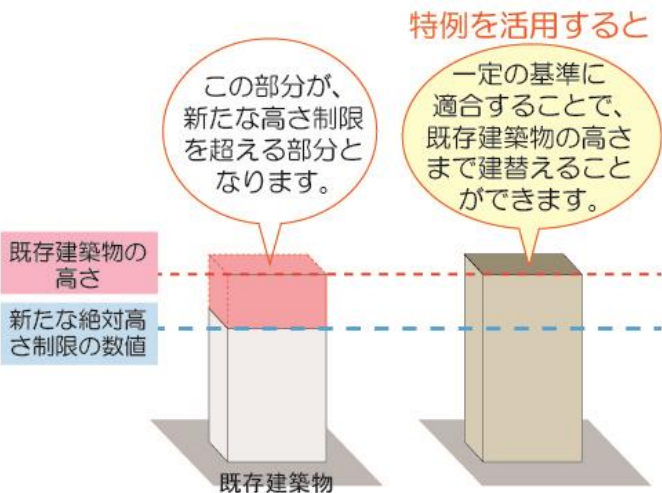 特例を活用すると
この部分が、
新たな高さ制限
を超える部分と
なります。
一定の基準に
適合することで、
既存建築物の高さ
まで建替えること
ができます。
既存建築物の
高さ
新たな絶対高
さ制限の数値
既存建築物